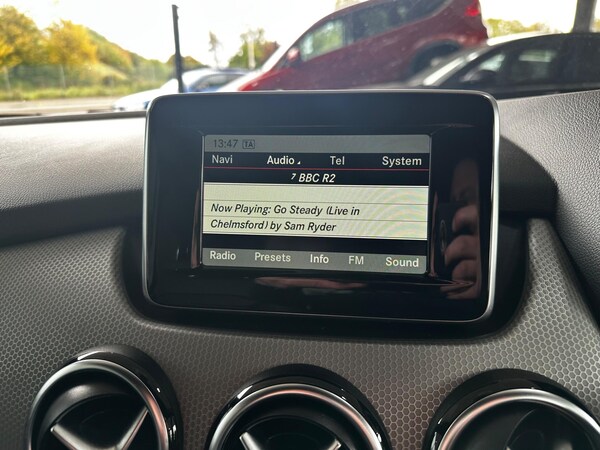 13:47 TA
Navi Audio Tel System
7 BBC R2
Now Playing: Go Steady (Live in
Chelmsford) by Sam Ryder
Radio Presets Info FM Sound